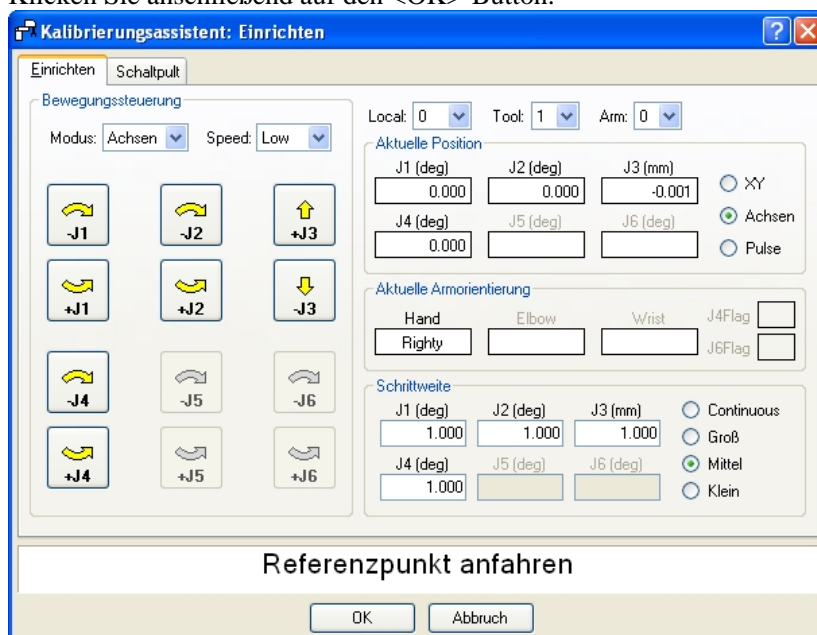 Klicken Sie anschließend auf den <OK> Button.
Kalibrierungsassistent: Einrichten
Einrichten Schaltpult
Bewegungssteuerung
Modus: Achsen Speed: Low
-J1 -J2 +J3
+J1 +J2 -J3
-J4 -J5 -J6
+J4 +J5 +J6
Local: 0 Tool: 1 Arm: 0
Aktuelle Position
J1 (deg) J2 (deg) J3 (mm)
0.000 0.000 -0.001
J4 (deg) J5 (deg) J6 (deg)
0.000
XY
Achsen
Pulse
Aktuelle Armorientierung
Hand Elbow Wrist J4Flag
Righty J6Flag
Schrittweite
J1 (deg) J2 (deg) J3 (mm)
1.000 1.000 1.000
J4 (deg) J5 (deg) J6 (deg)
1.000
Continuous
Groß
Mittel
Klein
Referenzpunkt anfahren
OK Abbruch